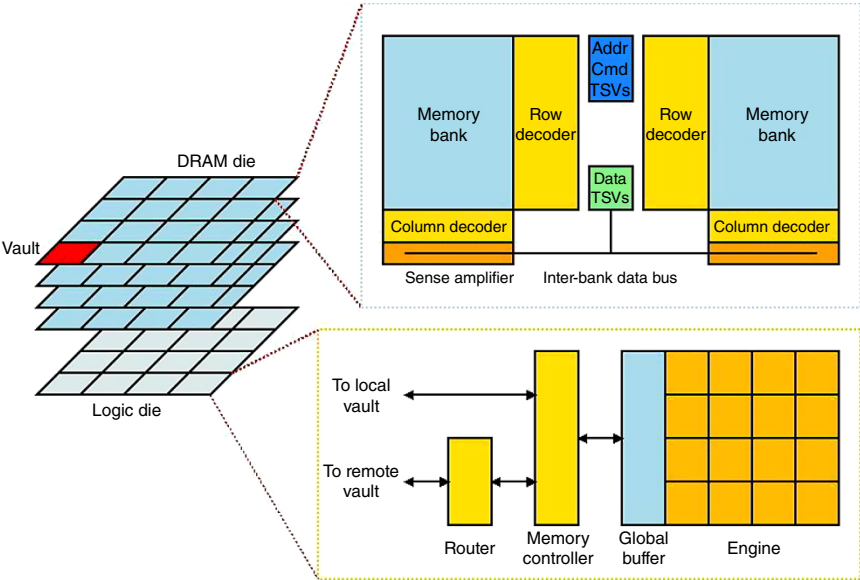 DRAM die
Vault
Logic die
Memory
bank
Row
decoder
Addr
Cmd
TSVs
Row
decoder
Memory
bank
Data
TSVs
Column decoder
Column decoder
Sense amplifier
Inter-bank data bus
To local
vault
To remote
vault
Router
Memory
controller
Global
buffer
Engine